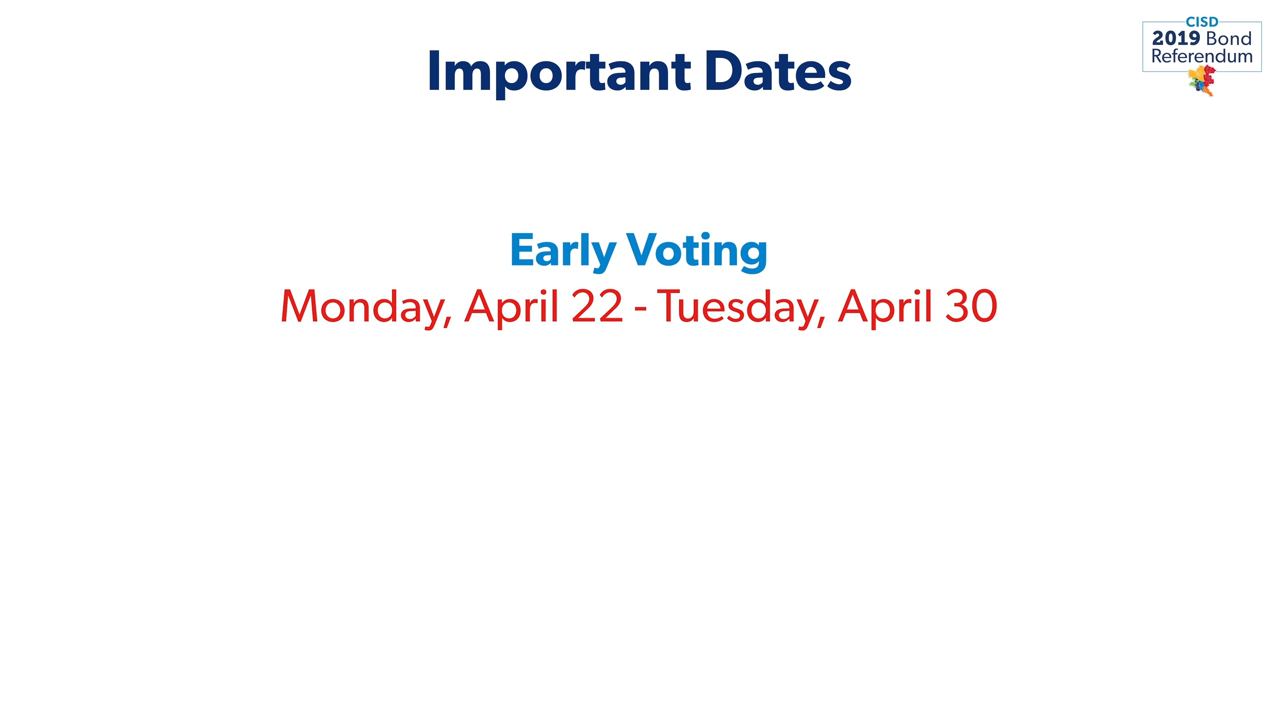 CISD
2019 Bond
Referendum
Important Dates
Early Voting
Monday, April 22 - Tuesday, April 30